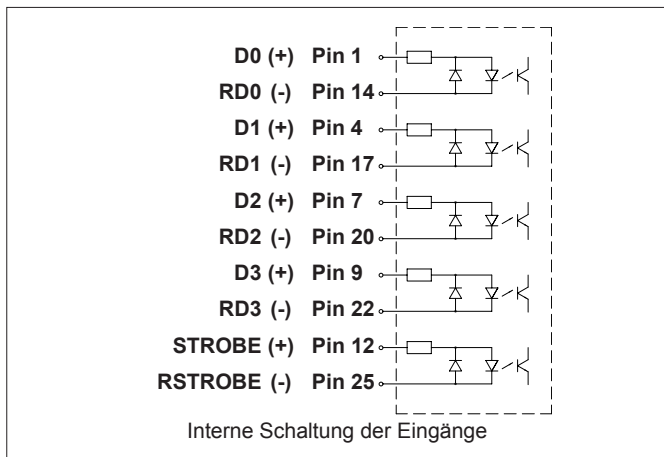 D0 (+) Pin 1
RD0 (-) Pin 14
D1 (+) Pin 4
RD1 (-) Pin 17
D2 (+) Pin 7
RD2 (-) Pin 20
D3 (+) Pin 9
RD3 (-) Pin 22
STROBE (+) Pin 12
RSTROBE (-) Pin 25
Interne Schaltung der Eingänge